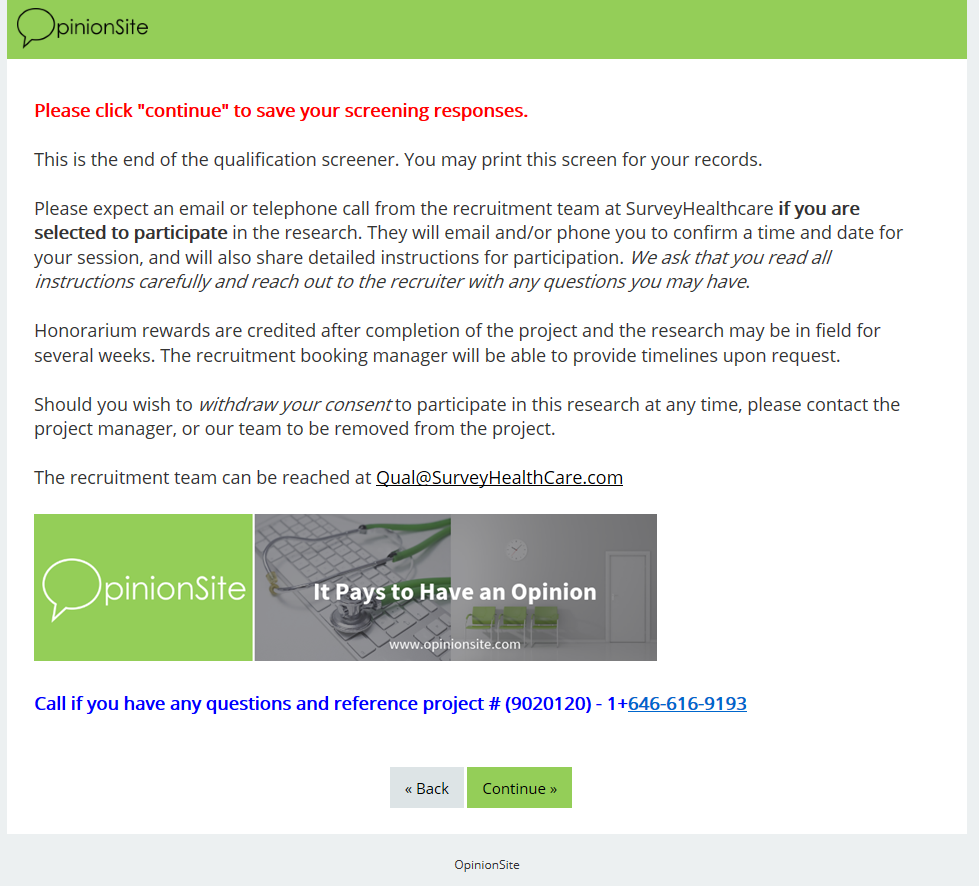 OpinionSite
Please click "continue" to save your screening responses.
This is the end of the qualification screener. You may print this screen for your records.
Please expect an email or telephone call from the recruitment team at SurveyHealthcare if you are
selected to participate in the research. They will email and/or phone you to confirm a time and date for
your session, and will also share detailed instructions for participation. We ask that you read all
instructions carefully and reach out to the recruiter with any questions you may have.
Honorarium rewards are credited after completion of the project and the research may be in field for
several weeks. The recruitment booking manager will be able to provide timelines upon request.
Should you wish to withdraw your consent to participate in this research at any time, please contact the
project manager, or our team to be removed from the project.
The recruitment team can be reached at Qual@SurveyHealthCare.com
OpinionSite
It Pays to Have an Opinion
www.opinionsite.com
Call if you have any questions and reference project # (9020120) - 1+646-616-9193
« Back
Continue »
OpinionSite